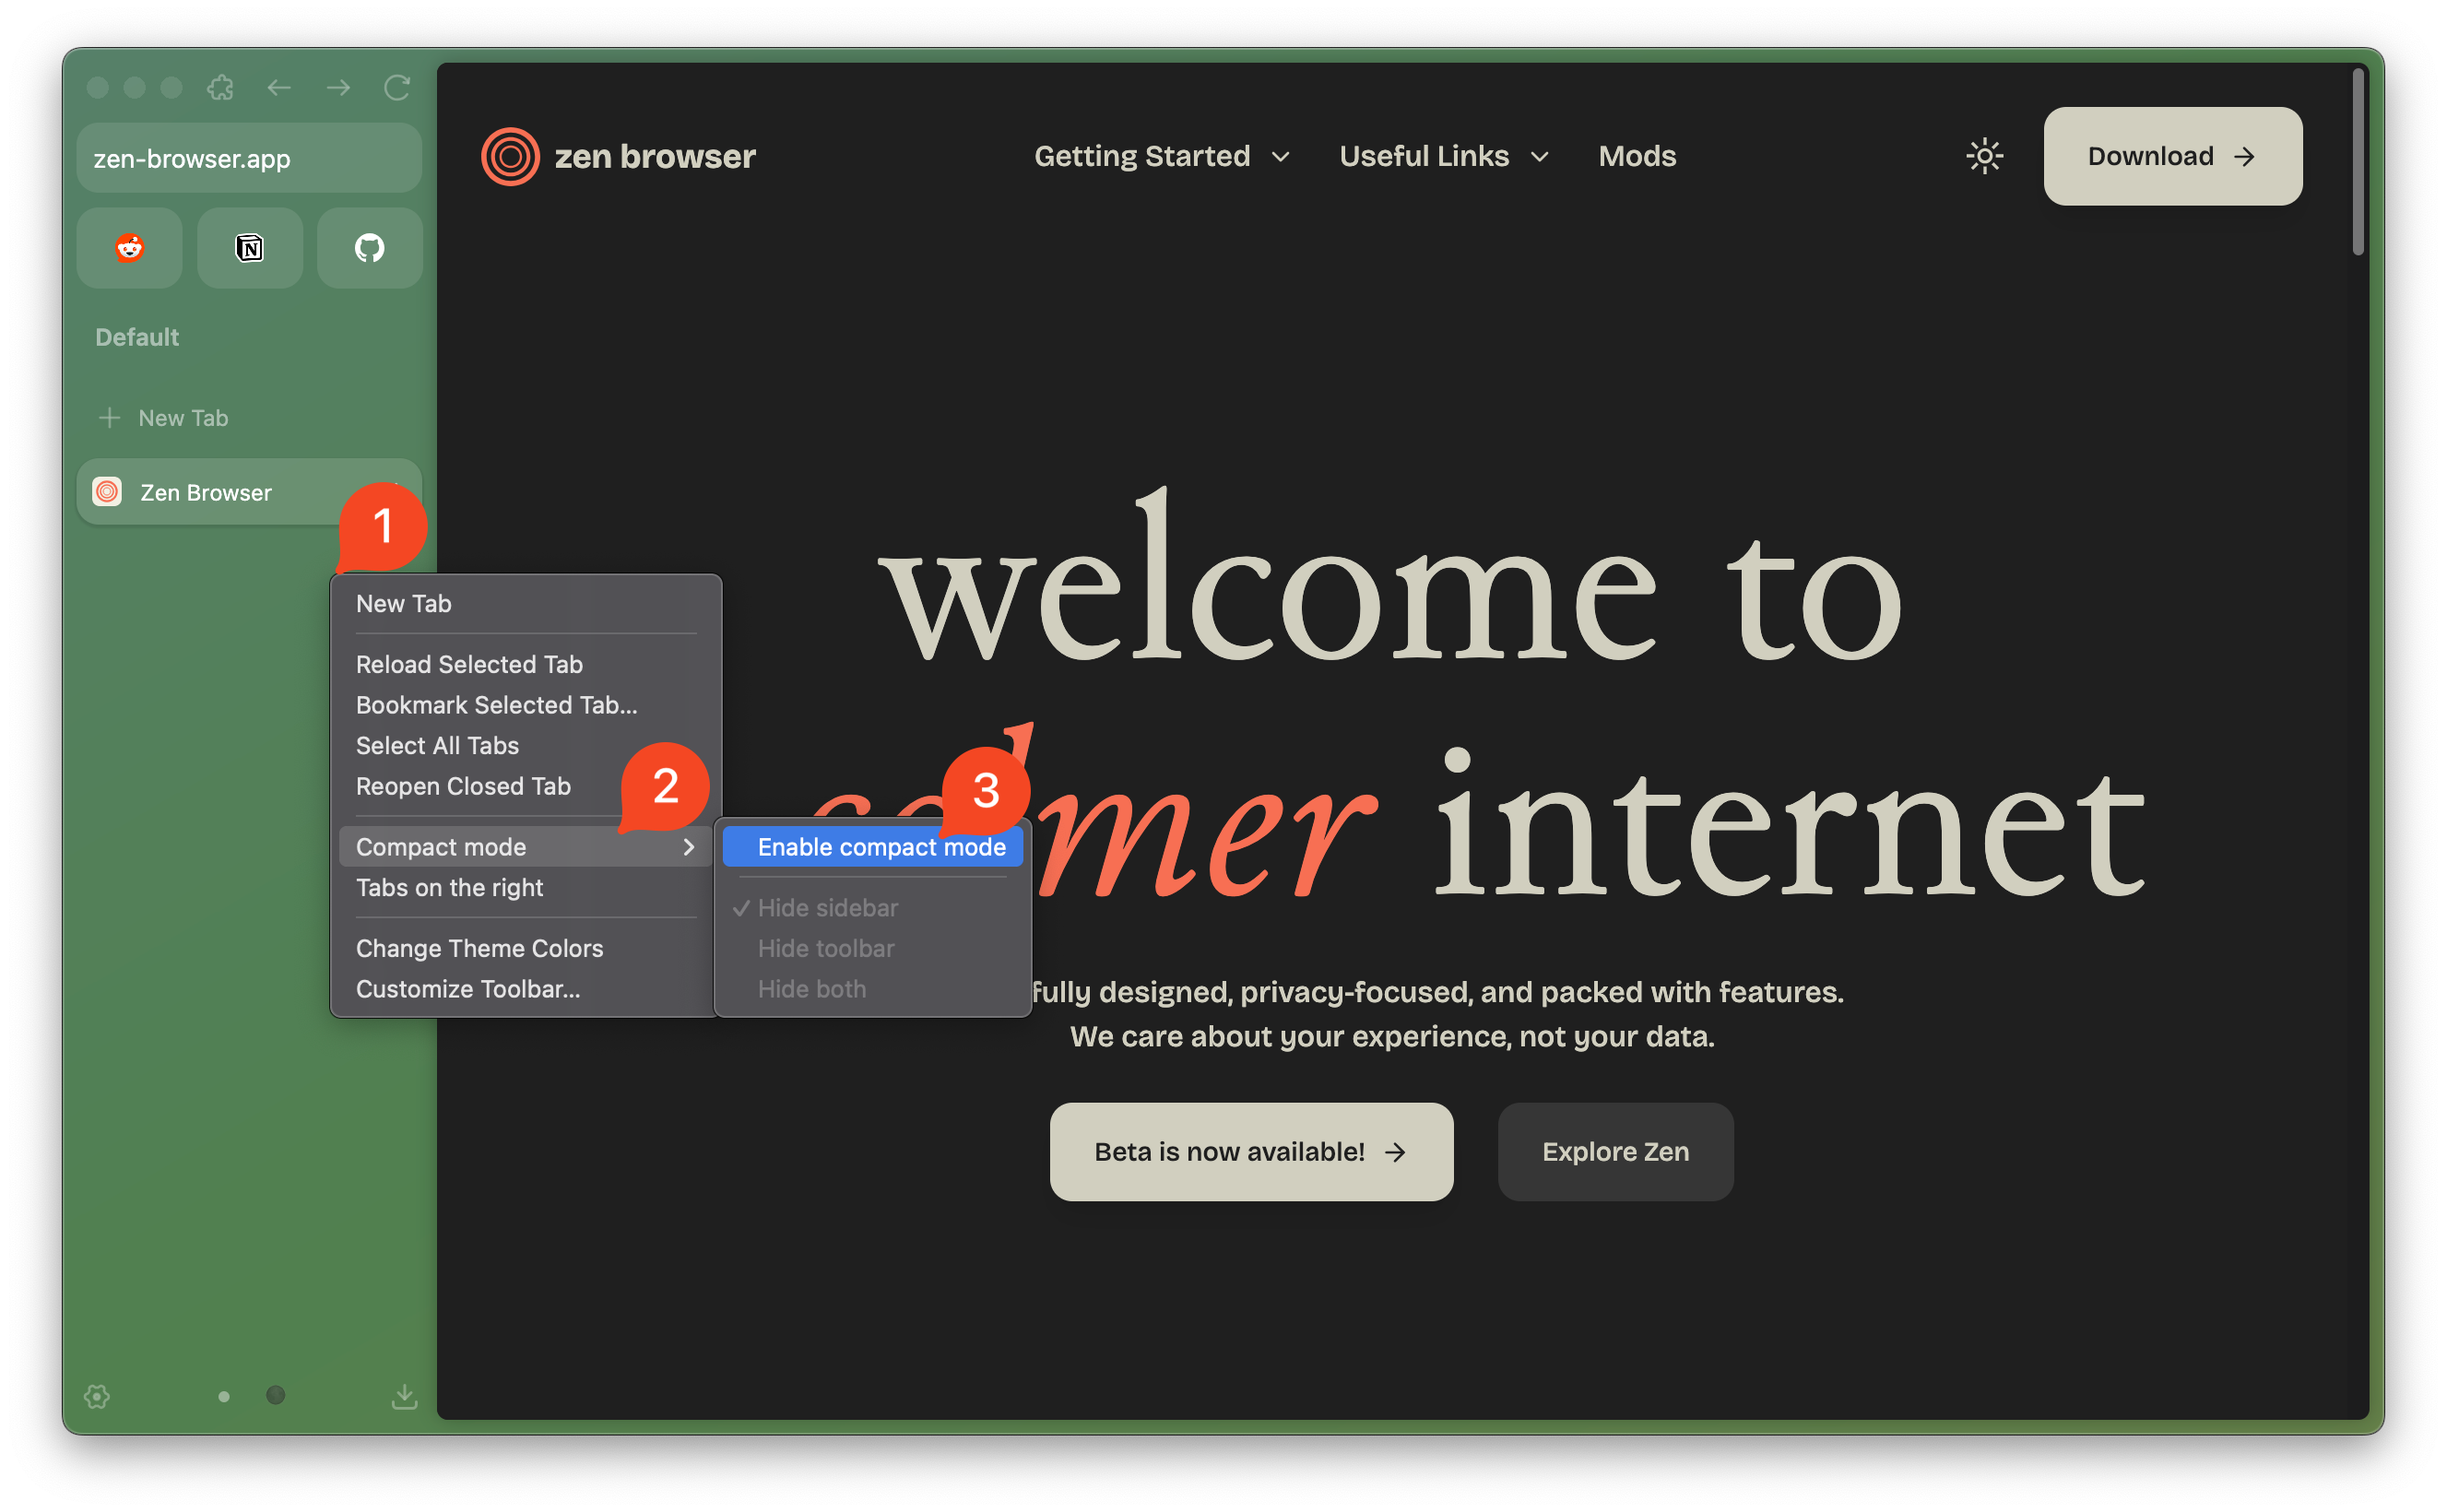 zen-browser.app
Default
New Tab
Zen Browser
zen browser
Getting Started
Useful Links
Mods
Download
welcome to
mer internet
fully designed, privacy-focused, and packed with features.
We care about your experience, not your data.
Beta is now available!
Explore Zen
1
New Tab
Reload Selected Tab
Bookmark Selected Tab...
Select All Tabs
Reopen Closed Tab
2
Compact mode
Tabs on the right
Change Theme Colors
Customize Toolbar...
3
Enable compact mode
Hide sidebar
Hide toolbar
Hide both